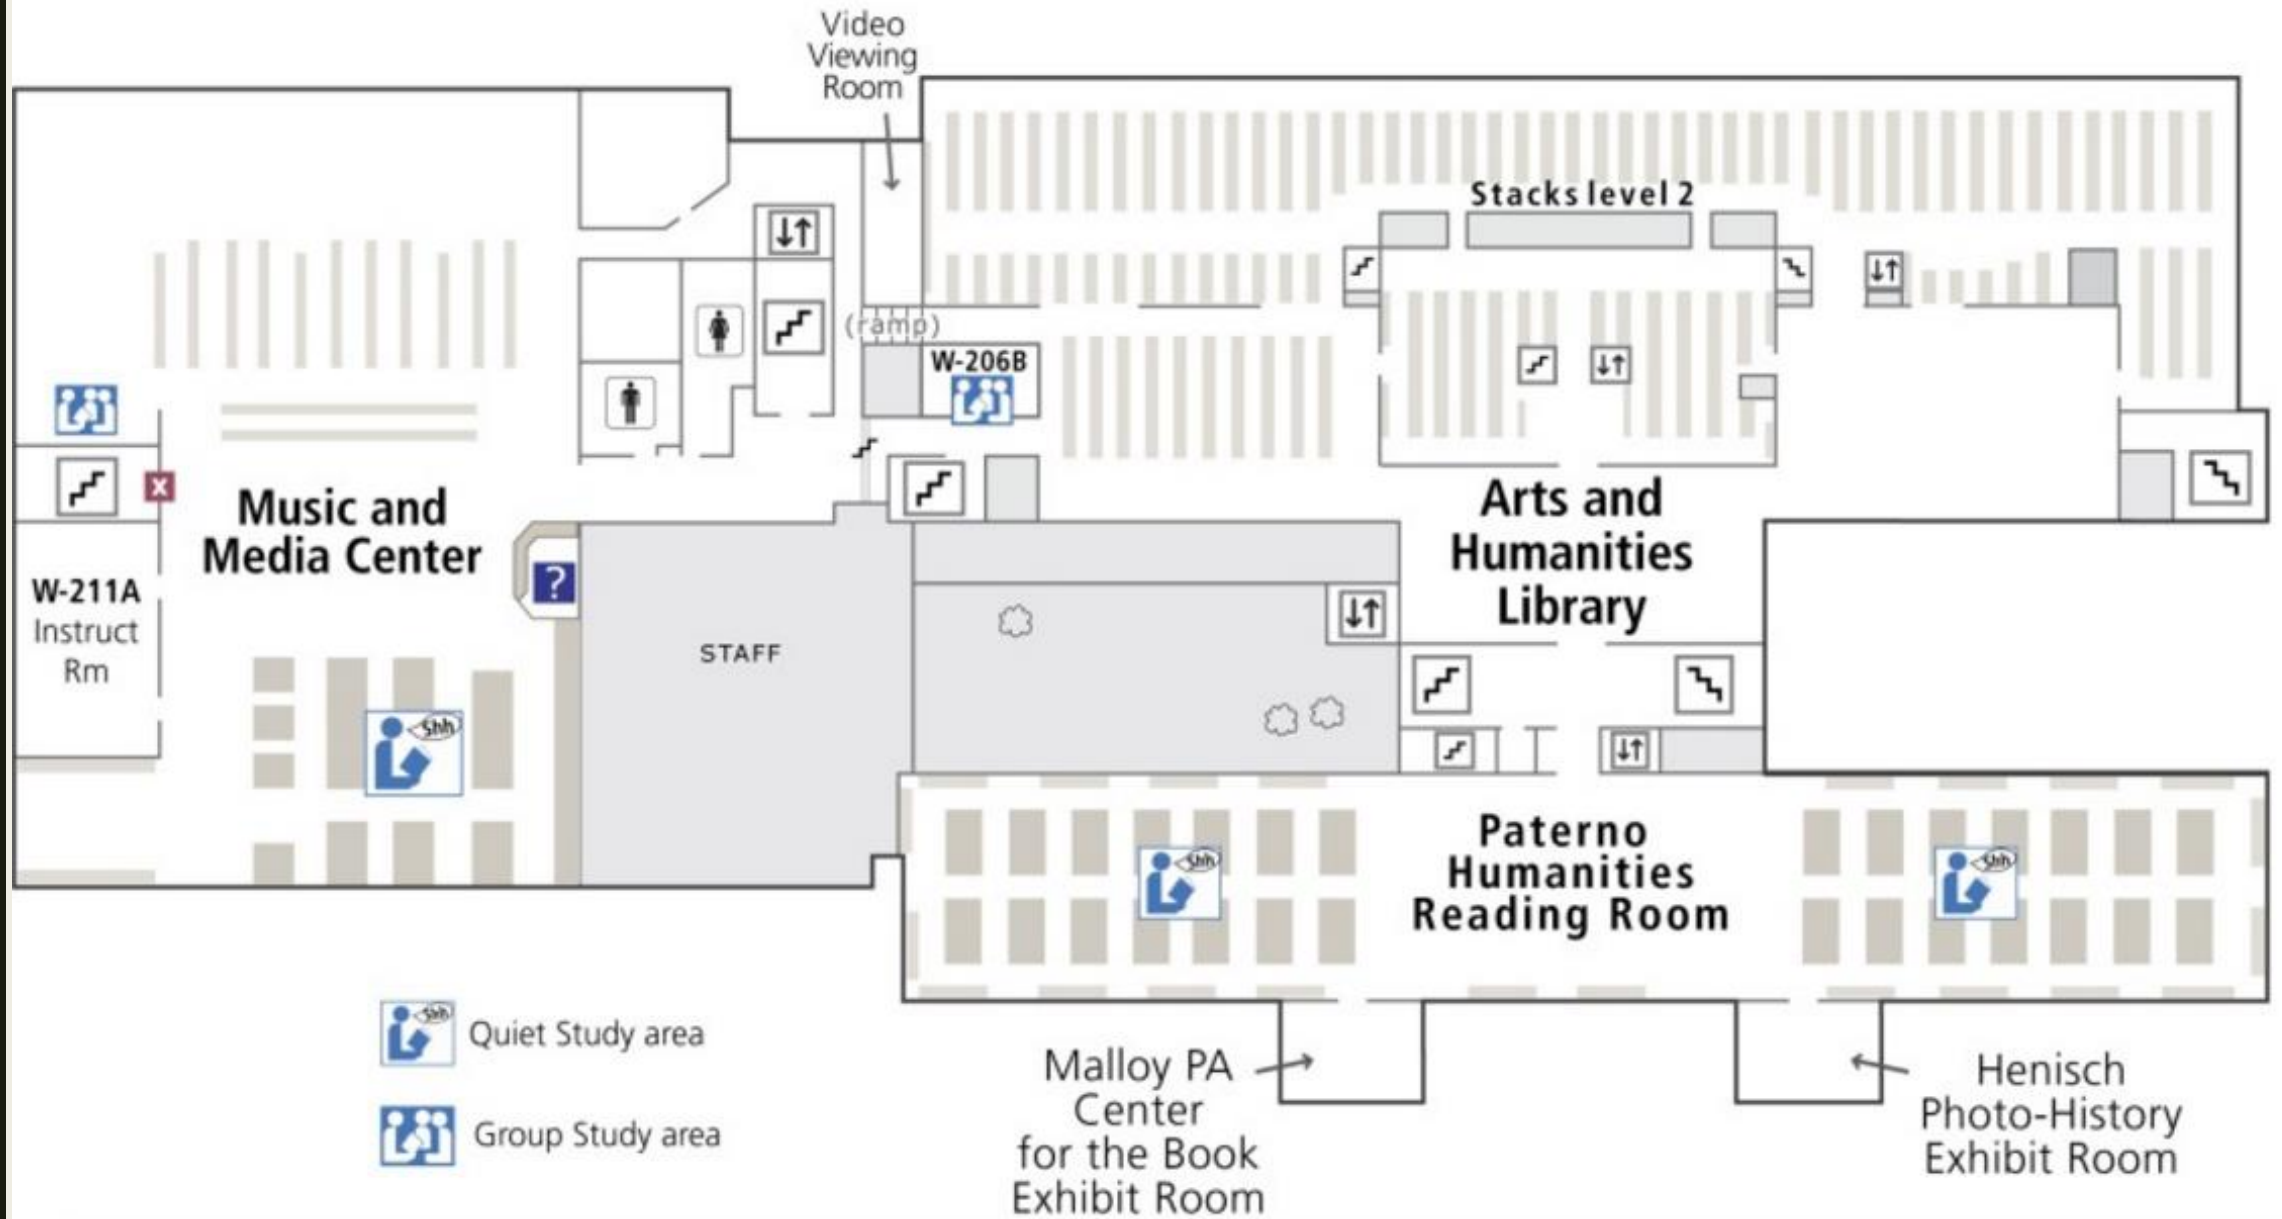 Video
Viewing
Room
Stacks level 2
(ramp)
W-206B
Music and
Media Center
W-211A
Instruct
Rm
x
?
STAFF
Arts and
Humanities
Library
Shh
Paterno
Humanities
Reading Room
Shh
Shh
Shh
Quiet Study area
Group Study area
Malloy PA
Center
for the Book
Exhibit Room
Henisch
Photo-History
Exhibit Room